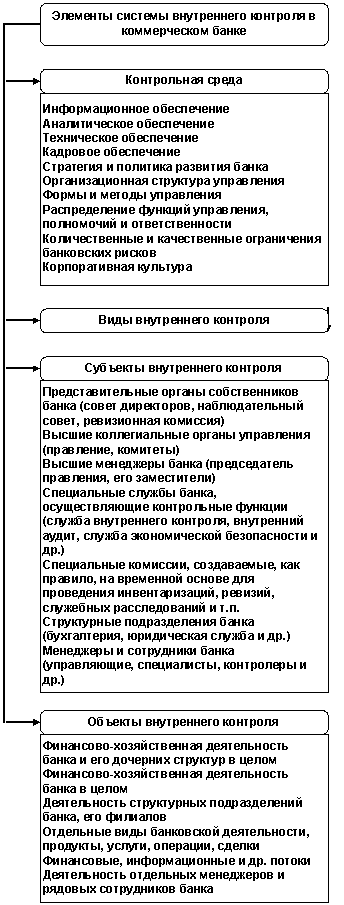 Элементы системы внутреннего контроля в
коммерческом банке
Контрольная среда
Информационное обеспечение
Аналитическое обеспечение
Техническое обеспечение
Кадровое обеспечение
Стратегия и политика развития банка
Организационная структура управления
Формы и методы управления
Распределение функций управления,
полномочий и ответственности
Количественные и качественные ограничения
банковских рисков
Корпоративная культура
Виды внутреннего контроля
Субъекты внутреннего контроля
Представительные органы собственников
банка (совет директоров, наблюдательный
совет, ревизионная комиссия)
Высшие коллегиальные органы управления
(правление, комитеты)
Высшие менеджеры банка (председатель
правления, его заместители)
Специальные службы банка,
осуществляющие контрольные функции
(служба внутреннего контроля, внутренний
аудит, служба экономической безопасности и
др.)
Специальные комиссии, создаваемые, как
правило, на временной основе для
проведения инвентаризаций, ревизий,
служебных расследований и т.п.
Структурные подразделения банка
(бухгалтерия, юридическая служба и др.)
Менеджеры и сотрудники банка
(управляющие, специалисты, контролеры и
др.)
Объекты внутреннего контроля
Финансово-хозяйственная деятельность
банка и его дочерних структур в целом
Финансово-хозяйственная деятельность
банка в целом
Деятельность структурных подразделений
банка, его филиалов
Отдельные виды банковской деятельности,
продукты, услуги, операции, сделки
Финансовые, информационные и др. потоки
Деятельность отдельных менеджеров и
рядовых сотрудников банка